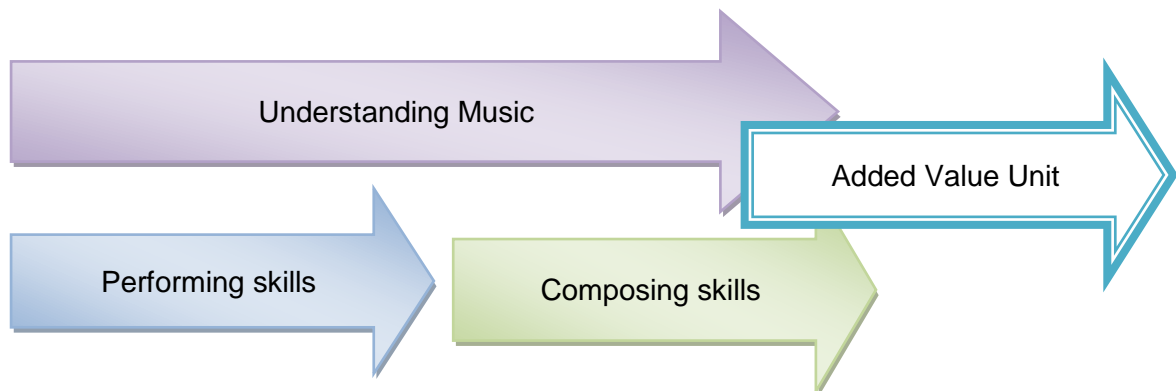 Understanding Music
Added Value Unit
Performing skills
Composing skills